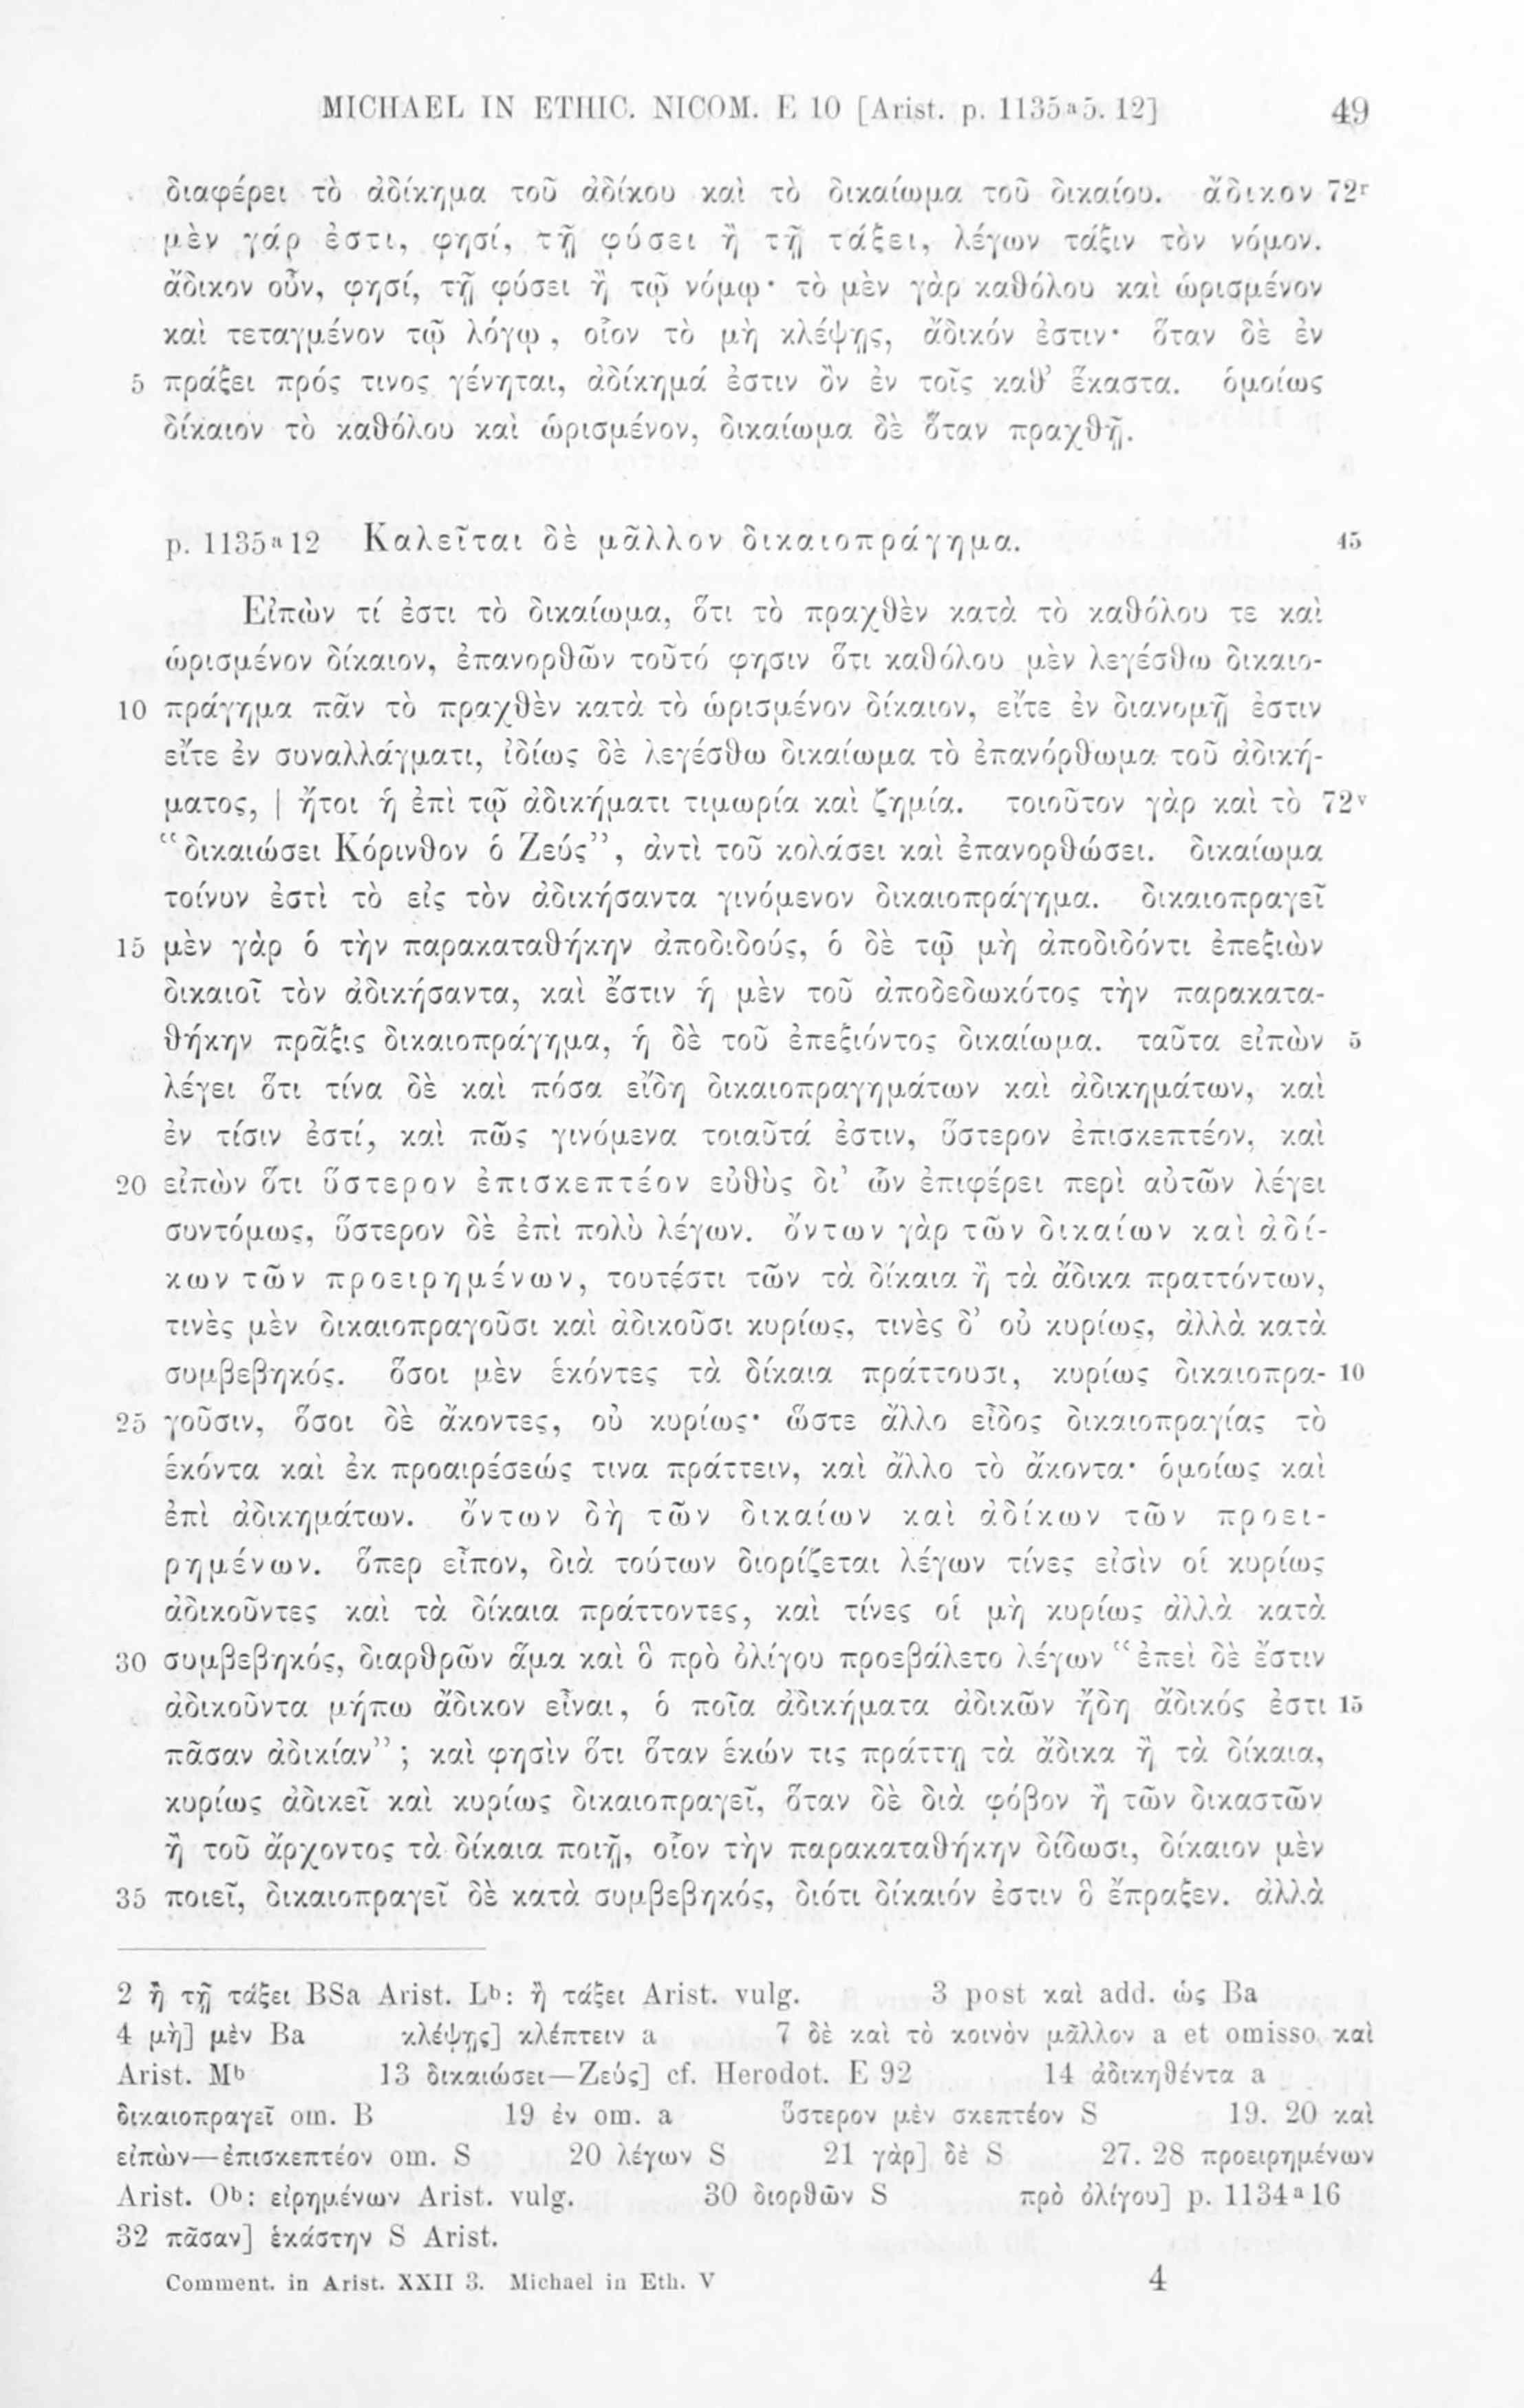 MICHAEL IN ETHIC. NICOM. E 10 [Arist. p. 1135ᵃ5. 12] 49
διαφέρει τὸ ἀδίκημα τοῦ ἀδίκου καὶ τὸ δικαίωμα τοῦ δικαίου. ἄδικον 72ʳ
μὲν γάρ ἐστι, φησί, τῇ φύσει ἢ τῇ τάξει, λέγων τάξιν τὸν νόμον.
ἄδικον οὖν, φησί, τῇ φύσει ἢ τῷ νόμῳ· τὸ μὲν γὰρ καθόλου καὶ ὡρισμένον
καὶ τεταγμένον τῷ λόγῳ, οἷον τὸ μὴ κλέψῃς, ἄδικόν ἐστιν· ὅταν δὲ ἐν
5 πράξει πρός τινος γένηται, ἀδίκημά ἐστιν ὂν ἐν τοῖς καθ’ ἕκαστα. ὁμοίως
δίκαιον τὸ καθόλου καὶ ὡρισμένον, δικαίωμα δὲ ὅταν πραχθῇ.
p. 1135ᵃ12 Καλεῖται δὲ μᾶλλον δικαιοπράγημα. 45
Εἰπὼν τί ἐστι τὸ δικαίωμα, ὅτι τὸ πραχθὲν κατὰ τὸ καθόλου τε καὶ
ὡρισμένον δίκαιον, ἐπανορθῶν τοῦτό φησιν ὅτι καθόλου μὲν λεγέσθω δικαιο-
10 πράγημα πᾶν τὸ πραχθὲν κατὰ τὸ ὡρισμένον δίκαιον, εἴτε ἐν διανομῇ ἐστιν
εἴτε ἐν συναλλάγματι, ἰδίως δὲ λεγέσθω δικαίωμα τὸ ἐπανόρθωμα τοῦ ἀδική-
ματος, | ἤτοι ἡ ἐπὶ τῷ ἀδικήματι τιμωρία καὶ ζημία. τοιοῦτον γὰρ καὶ τὸ 72ᵛ
“δικαιώσει Κόρινθον ὁ Ζεύς”, ἀντὶ τοῦ κολάσει καὶ ἐπανορθώσει. δικαίωμα
τοίνυν ἐστὶ τὸ εἰς τὸν ἀδικήσαντα γινόμενον δικαιοπράγημα. δικαιοπραγεῖ
15 μὲν γὰρ ὁ τὴν παρακαταθήκην ἀποδιδούς, ὁ δὲ τῷ μὴ ἀποδιδόντι ἐπεξιὼν
δικαιοῖ τὸν ἀδικήσαντα, καὶ ἔστιν ἡ μὲν τοῦ ἀποδεδωκότος τὴν παρακατα-
θήκην πρᾶξις δικαιοπράγημα, ἡ δὲ τοῦ ἐπεξιόντος δικαίωμα. ταῦτα εἰπὼν 5
λέγει ὅτι τίνα δὲ καὶ πόσα εἴδη δικαιοπραγημάτων καὶ ἀδικημάτων, καὶ
ἐν τίσιν ἐστί, καὶ πῶς γινόμενα τοιαῦτά ἐστιν, ὕστερον ἐπισκεπτέον, καὶ
20 εἰπὼν ὅτι ὕστερον ἐπισκεπτέον εὐθὺς δι’ ὧν ἐπιφέρει περὶ αὐτῶν λέγει
συντόμως, ὕστερον δὲ ἐπὶ πολὺ λέγων. ὄντων γὰρ τῶν δικαίων καὶ ἀδί-
κων τῶν προειρημένων, τουτέστι τῶν τὰ δίκαια ἢ τὰ ἄδικα πραττόντων,
τινὲς μὲν δικαιοπραγοῦσι καὶ ἀδικοῦσι κυρίως, τινὲς δ’ οὐ κυρίως, ἀλλὰ κατὰ
συμβεβηκός. ὅσοι μὲν ἑκόντες τὰ δίκαια πράττουσι, κυρίως δικαιοπρα- 10
25 γοῦσιν, ὅσοι δὲ ἄκοντες, οὐ κυρίως· ὥστε ἄλλο εἶδος δικαιοπραγίας τὸ
ἑκόντα καὶ ἐκ προαιρέσεώς τινα πράττειν, καὶ ἄλλο τὸ ἄκοντα· ὁμοίως καὶ
ἐπὶ ἀδικημάτων. ὄντων δὴ τῶν δικαίων καὶ ἀδίκων τῶν προει-
ρημένων. ὅπερ εἶπον, διὰ τούτων διορίζεται λέγων τίνες εἰσὶν οἱ κυρίως
ἀδικοῦντες καὶ τὰ δίκαια πράττοντες, καὶ τίνες οἱ μὴ κυρίως ἀλλὰ κατὰ
30 συμβεβηκός, διαρθρῶν ἅμα καὶ ὃ πρὸ ὀλίγου προεβάλετο λέγων “ἐπεὶ δὲ ἔστιν
ἀδικοῦντα μήπω ἄδικον εἶναι, ὁ ποῖα ἀδικήματα ἀδικῶν ἤδη ἄδικός ἐστι 15
πᾶσαν ἀδικίαν”; καὶ φησὶν ὅτι ὅταν ἑκών τις πράττῃ τὰ ἄδικα ἢ τὰ δίκαια,
κυρίως ἀδικεῖ καὶ κυρίως δικαιοπραγεῖ, ὅταν δὲ διὰ φόβον ἢ τῶν δικαστῶν
ἢ τοῦ ἄρχοντος τὰ δίκαια ποιῇ, οἷον τὴν παρακαταθήκην δίδωσι, δίκαιον μὲν
35 ποιεῖ, δικαιοπραγεῖ δὲ κατὰ συμβεβηκός, διότι δίκαιόν ἐστιν ὃ ἔπραξεν. ἀλλὰ
2 ἢ τῇ τάξει BSa Arist. Lᵇ: ἢ τάξει Arist. vulg. 3 post καὶ add. ὡς Ba
4 μὴ] μὲν Ba κλέψῃς] κλέπτειν a 7 δὲ καὶ τὸ κοινὸν μᾶλλον a et omisso καὶ
Arist. Mᵇ 13 δικαιώσει—Ζεύς] cf. Herodot. E 92 14 ἀδικηθέντα a
δικαιοπραγεῖ om. B 19 ἐν om. a ὕστερον μὲν σκεπτέον S 19. 20 καὶ
εἰπὼν—ἐπισκεπτέον om. S 20 λέγων S 21 γὰρ] δὲ S 27. 28 προειρημένων
Arist. Oᵇ: εἰρημένων Arist. vulg. 30 διορθῶν S πρὸ ὀλίγου] p. 1134ᵃ16
32 πᾶσαν] ἑκάστην S Arist.
Comment. in Arist. XXII 3. Michael in Eth. V 4